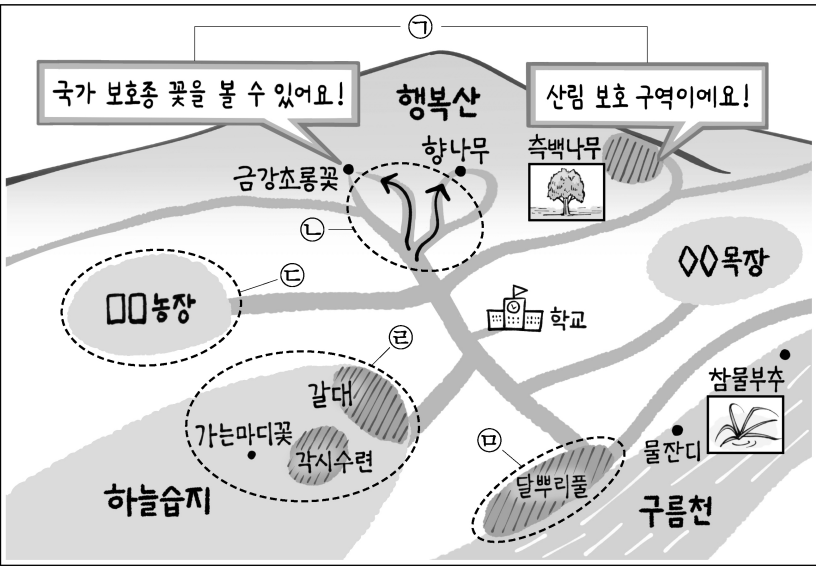 ㉠
국가 보호종 꽃을 볼 수 있어요!
산림 보호 구역이에요!
행복산
향나무
측백나무
금강초롱꽃
㉡
◇◇목장
㉢
□□농장
학교
㉣
갈대
참물부추
가는마디꽃
각시수련
㉤
물잔디
달뿌리풀
하늘습지
구름천